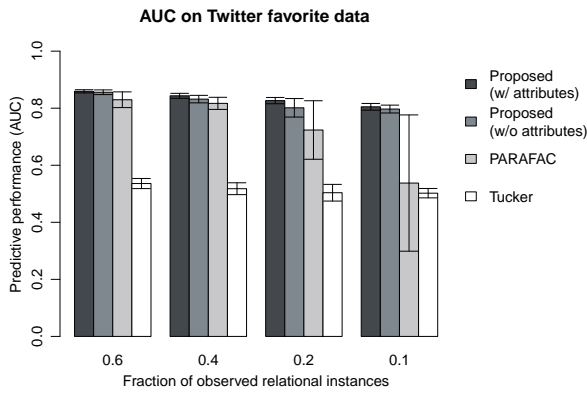 AUC on Twitter favorite data
Predictive performance (AUC)
1.0
0.8
0.6
0.4
0.2
0.0
0.6 0.4 0.2 0.1
Fraction of observed relational instances
Proposed
(w/ attributes)
Proposed
(w/o attributes)
PARAFAC
Tucker